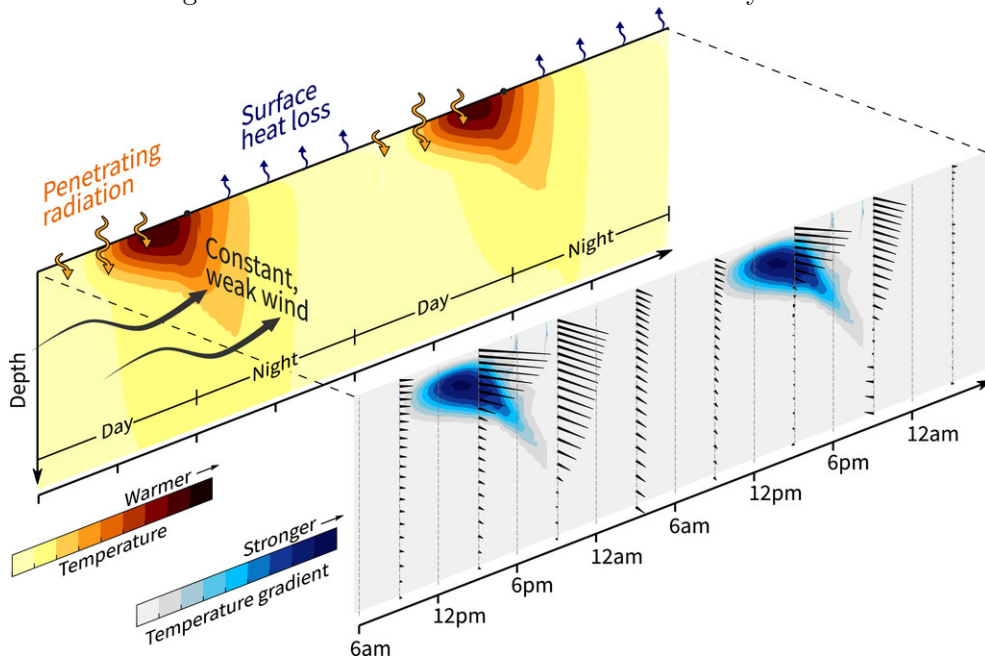 Surface
heat loss
Penetrating
radiation
Constant,
weak wind
Night
Day
Night
Day
Depth
Warmer
Temperature
Stronger
Temperature gradient
6am
12pm
6pm
12am
6am
12pm
6pm
12am